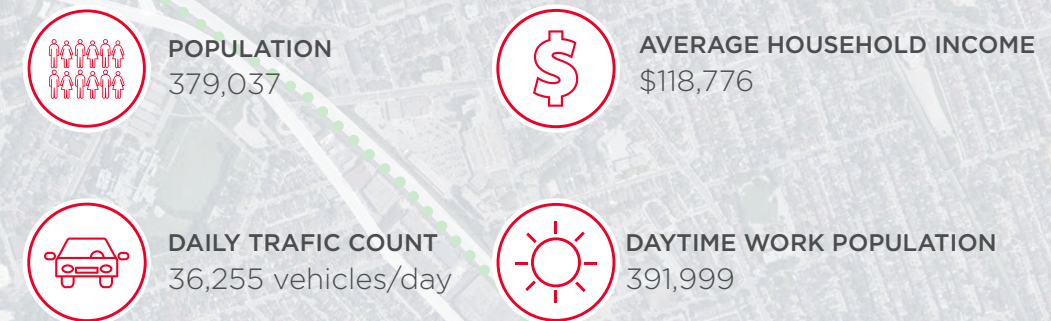 POPULATION
379,037
AVERAGE HOUSEHOLD INCOME
$118,776
DAILY TRAFIC COUNT
36,255 vehicles/day
DAYTIME WORK POPULATION
391,999